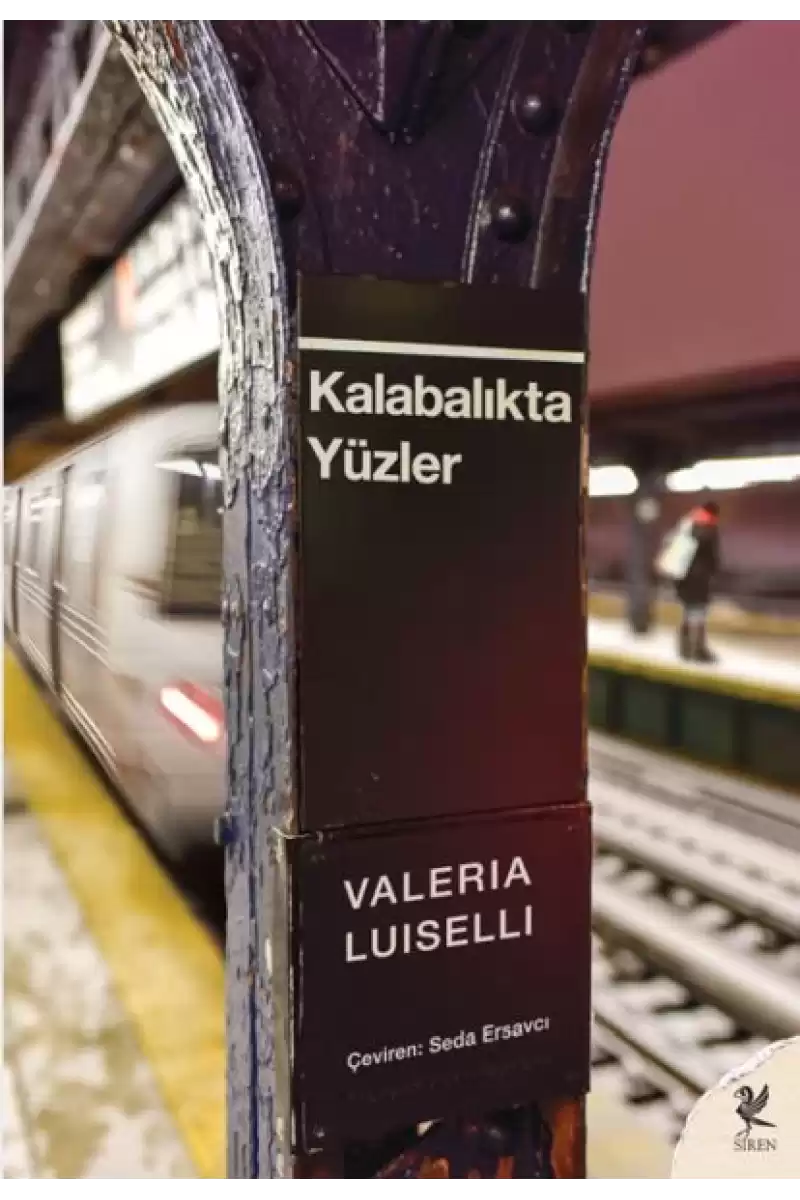 Kalabalıkta
Yüzler
VALERIA
LUISELLI
Çeviren: Seda Ersavcı
SİREN